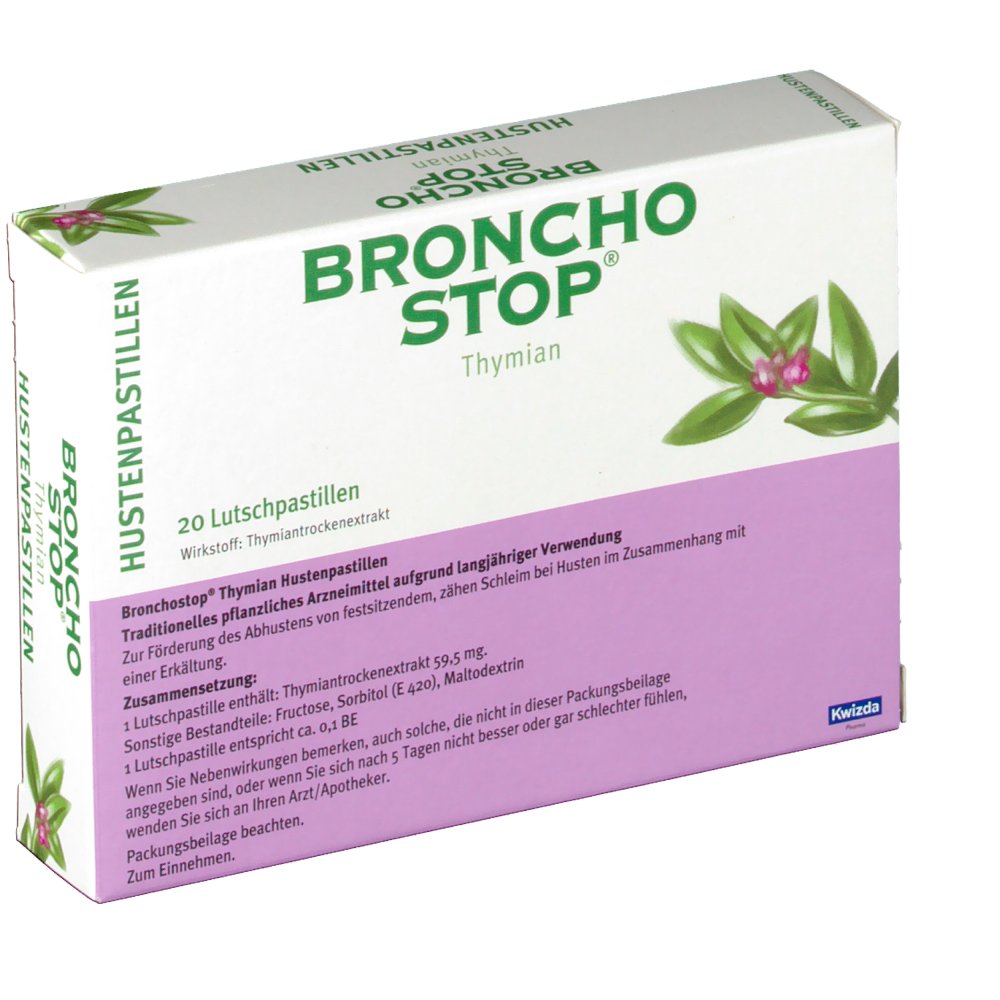 HUSTENPASTILLEN
HUSTENPASTILLEN
Thymian
BRONCHO
STOP®
HUSTENPASTILLEN
BRONCHO
STOP®
Thymian
HUSTENPASTILLEN
20 Lutschpastillen
Wirkstoff: Thymiantrockenextrakt
Bronchostop® Thymian Hustenpastillen
Traditionelles pflanzliches Arzneimittel aufgrund langjähriger Verwendung
Zur Förderung des Abhustens von festsitzendem, zähen Schleim bei Husten im Zusammenhang mit
einer Erkältung.
Zusammensetzung:
1 Lutschpastille enthält: Thymiantrockenextrakt 59,5 mg.
Sonstige Bestandteile: Fructose, Sorbitol (E 420), Maltodextrin
1 Lutschpastille entspricht ca. 0,1 BE
Wenn Sie Nebenwirkungen bemerken, auch solche, die nicht in dieser Packungsbeilage
angegeben sind, oder wenn Sie sich nach 5 Tagen nicht besser oder gar schlechter fühlen,
wenden Sie sich an Ihren Arzt/Apotheker.
Packungsbeilage beachten.
Zum Einnehmen.
Kwizda
Pharma
BRONCHO
STOP®
Thymian
HUSTENPASTILLEN